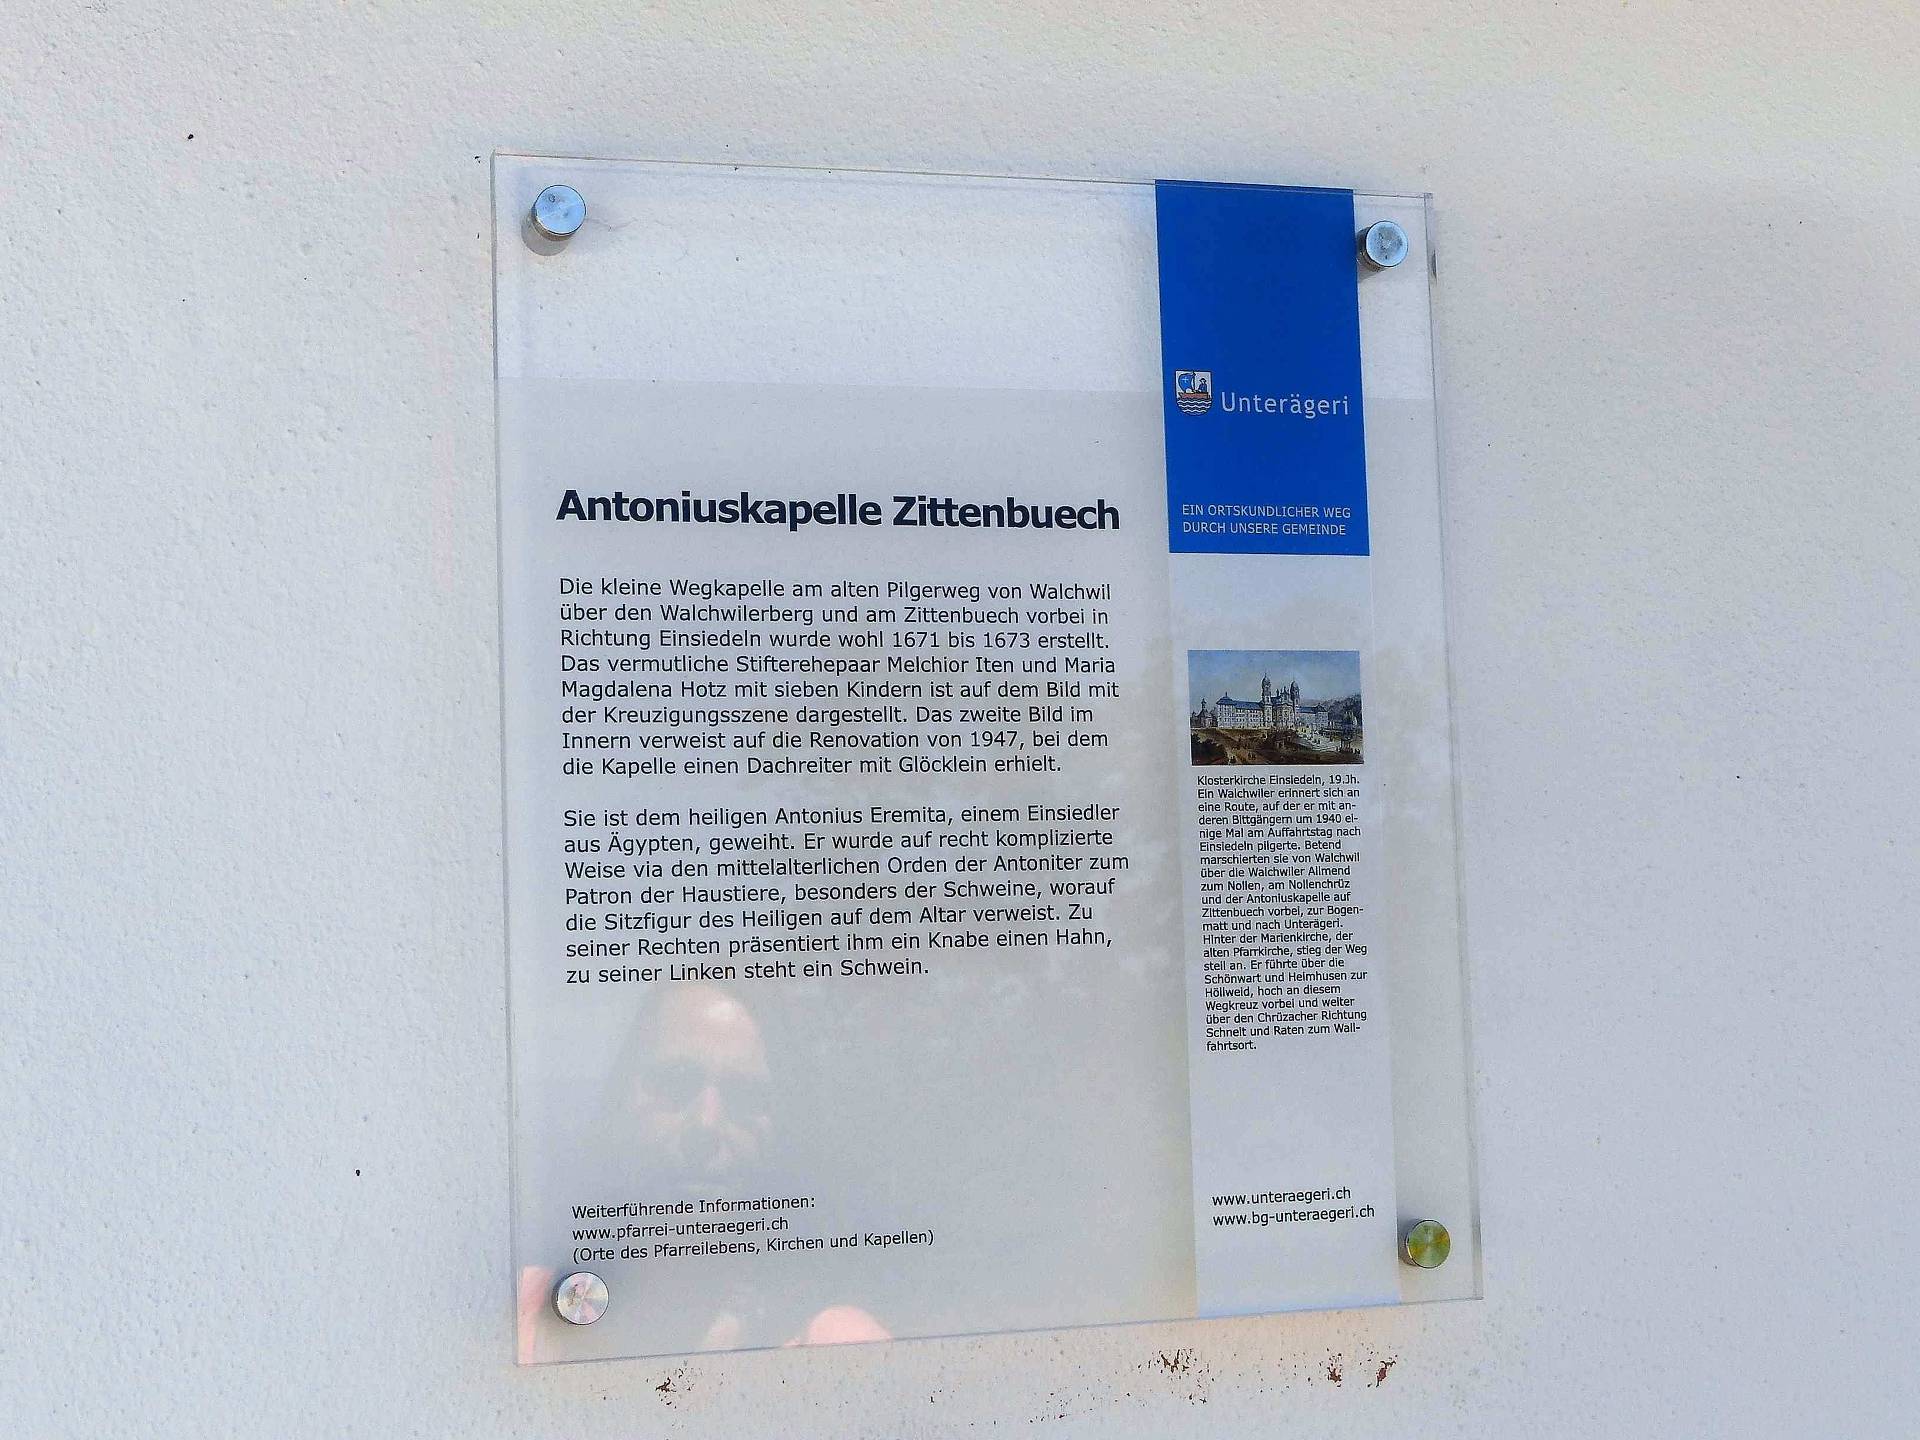 Unterägeri
EIN ORTSKUNDLICHER WEG
DURCH UNSERE GEMEINDE
Antoniuskapelle Zittenbuech
Die kleine Wegkapelle am alten Pilgerweg von Walchwil
über den Walchwilerberg und am Zittenbuech vorbei in
Richtung Einsiedeln wurde wohl 1671 bis 1673 erstellt.
Das vermutliche Stifterehepaar Melchior Iten und Maria
Magdalena Hotz mit sieben Kindern ist auf dem Bild mit
der Kreuzigungsszene dargestellt. Das zweite Bild im
Innern verweist auf die Renovation von 1947, bei dem
die Kapelle einen Dachreiter mit Glöcklein erhielt.
Sie ist dem heiligen Antonius Eremita, einem Einsiedler
aus Ägypten, geweiht. Er wurde auf recht komplizierte
Weise via den mittelalterlichen Orden der Antoniter zum
Patron der Haustiere, besonders der Schweine, worauf
die Sitzfigur des Heiligen auf dem Altar verweist. Zu
seiner Rechten präsentiert ihm ein Knabe einen Hahn,
zu seiner Linken steht ein Schwein.
Weiterführende Informationen:
www.pfarrei-unteraegeri.ch
(Orte des Pfarreilebens, Kirchen und Kapellen)
Klosterkirche Einsiedeln, 19.Jh.
Ein Walchwiler erinnert sich an
eine Route, auf der er mit an-
deren Bittgängern um 1940 ei-
nige Mal am Auffahrtstag nach
Einsiedeln pilgerte. Betend
marschierten sie von Walchwil
über die Walchwiler Allmend
zum Nollen, am Nollenchrüz
und der Antoniuskapelle auf
Zittenbuech vorbei, zur Bogen-
matt und nach Unterägeri.
Hinter der Marienkirche, der
alten Pfarrkirche, stieg der Weg
steil an. Er führte über die
Schönwart und Heimhusen zur
Höllweid, hoch an diesem
Wegkreuz vorbei und weiter
über den Chrüzacher Richtung
Schneit und Raten zum Wall-
fahrtsort.
www.unteraegeri.ch
www.bg-unteraegeri.ch